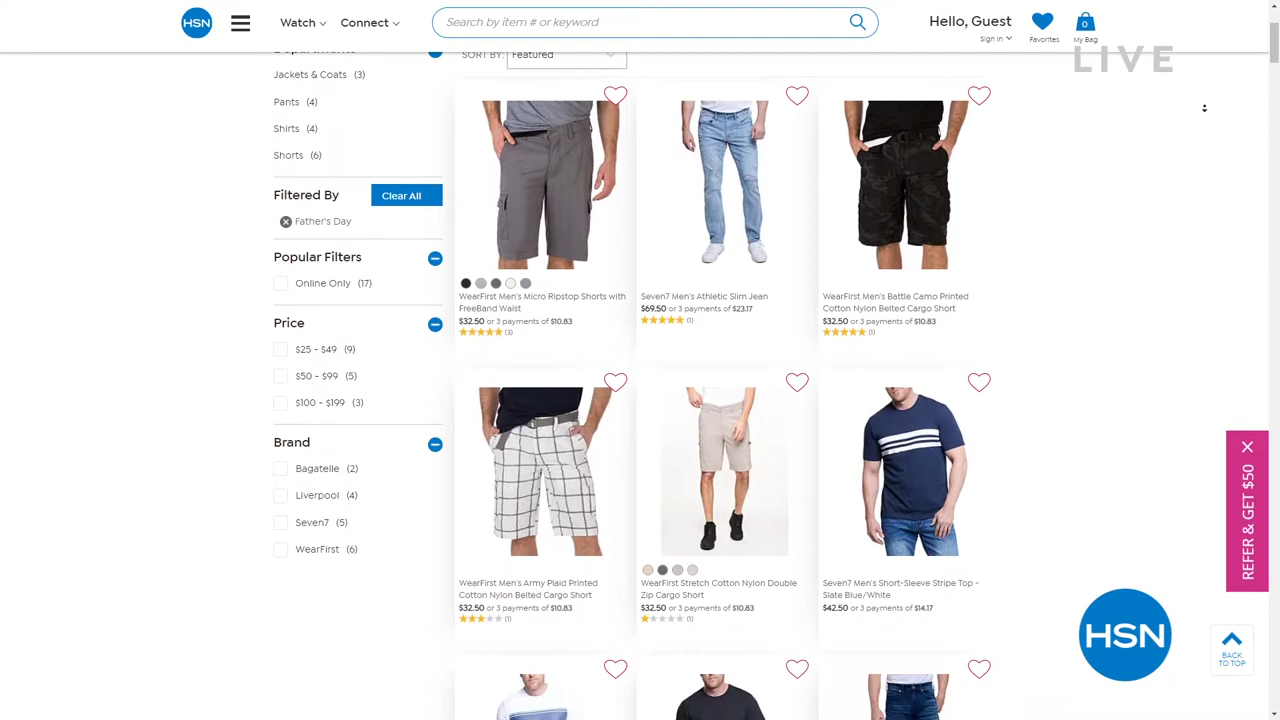 HSN
Watch
Connect
Search by item # or keyword
Hello, Guest
Sign In
Favorites
0
My Bag
LIVE
Departments
SORT BY:
Featured
Jackets & Coats (3)
Pants (4)
Shirts (4)
Shorts (6)
Filtered By
Clear All
Father's Day
Popular Filters
Online Only (17)
Price
$25 - $49 (9)
$50 - $99 (5)
$100 - $199 (3)
Brand
Bagatelle (2)
Liverpool (4)
Seven7 (5)
WearFirst (6)
WearFirst Men's Micro Ripstop Shorts with
FreeBand Waist
$32.50 or 3 payments of $10.83
(3)
Seven7 Men's Athletic Slim Jean
$69.50 or 3 payments of $23.17
(1)
WearFirst Men's Battle Camo Printed
Cotton Nylon Belted Cargo Short
$32.50 or 3 payments of $10.83
(1)
WearFirst Men's Army Plaid Printed
Cotton Nylon Belted Cargo Short
$32.50 or 3 payments of $10.83
(1)
WearFirst Stretch Cotton Nylon Double
Zip Cargo Short
$32.50 or 3 payments of $10.83
(1)
Seven7 Men's Short-Sleeve Stripe Top -
Slate Blue/White
$42.50 or 3 payments of $14.17
REFER & GET $50
HSN
BACK
TO TOP